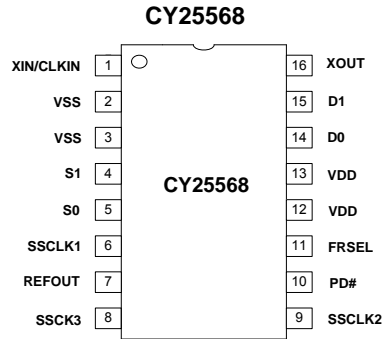 CY25568
XIN/CLKIN 1 16 XOUT
VSS 2 15 D1
VSS 3 14 D0
S1 4 13 VDD
CY25568
S0 5 12 VDD
SSCLK1 6 11 FRSEL
REFOUT 7 10 PD#
SSCK3 8 9 SSCLK2